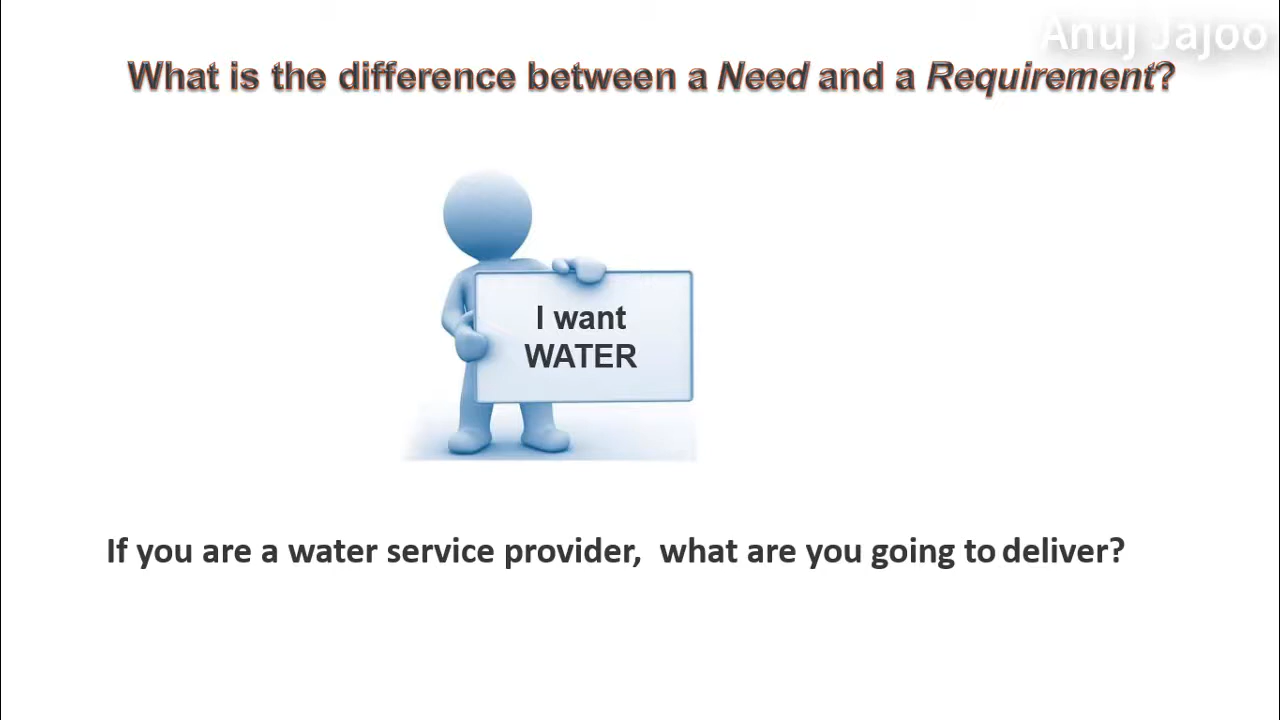 Anuj Jajoo
What is the difference between a Need and a Requirement?
I want
WATER
If you are a water service provider, what are you going to deliver?